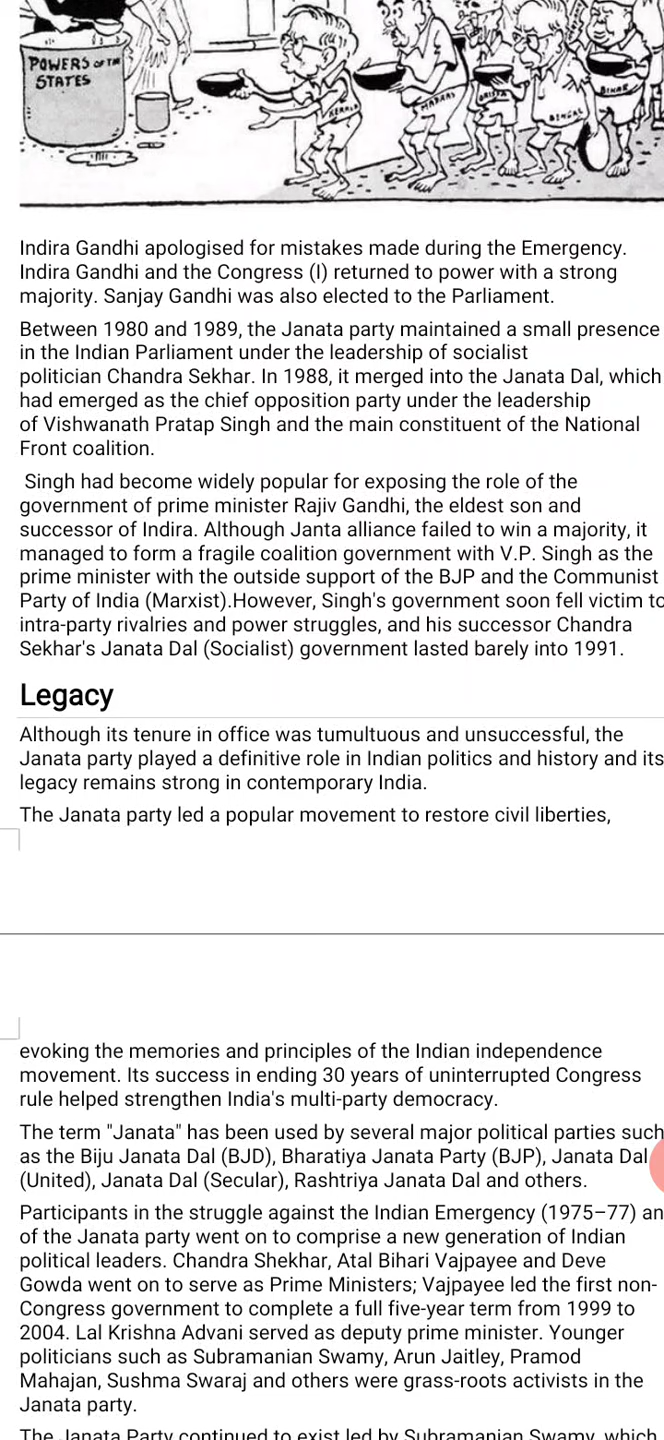 POWERS OF THE
STATES
KERALA
MADRAS
ORISSA
BENGAL
BIHAR
Indira Gandhi apologised for mistakes made during the Emergency.
Indira Gandhi and the Congress (I) returned to power with a strong
majority. Sanjay Gandhi was also elected to the Parliament.
Between 1980 and 1989, the Janata party maintained a small presence
in the Indian Parliament under the leadership of socialist
politician Chandra Sekhar. In 1988, it merged into the Janata Dal, which
had emerged as the chief opposition party under the leadership
of Vishwanath Pratap Singh and the main constituent of the National
Front coalition.
Singh had become widely popular for exposing the role of the
government of prime minister Rajiv Gandhi, the eldest son and
successor of Indira. Although Janta alliance failed to win a majority, it
managed to form a fragile coalition government with V.P. Singh as the
prime minister with the outside support of the BJP and the Communist
Party of India (Marxist).However, Singh's government soon fell victim to
intra-party rivalries and power struggles, and his successor Chandra
Sekhar's Janata Dal (Socialist) government lasted barely into 1991.
Legacy
Although its tenure in office was tumultuous and unsuccessful, the
Janata party played a definitive role in Indian politics and history and its
legacy remains strong in contemporary India.
The Janata party led a popular movement to restore civil liberties,
evoking the memories and principles of the Indian independence
movement. Its success in ending 30 years of uninterrupted Congress
rule helped strengthen India's multi-party democracy.
The term "Janata" has been used by several major political parties such
as the Biju Janata Dal (BJD), Bharatiya Janata Party (BJP), Janata Dal
(United), Janata Dal (Secular), Rashtriya Janata Dal and others.
Participants in the struggle against the Indian Emergency (1975–77) an
of the Janata party went on to comprise a new generation of Indian
political leaders. Chandra Shekhar, Atal Bihari Vajpayee and Deve
Gowda went on to serve as Prime Ministers; Vajpayee led the first non-
Congress government to complete a full five-year term from 1999 to
2004. Lal Krishna Advani served as deputy prime minister. Younger
politicians such as Subramanian Swamy, Arun Jaitley, Pramod
Mahajan, Sushma Swaraj and others were grass-roots activists in the
Janata party.
The Janata Party continued to exist led by Subramanian Swamy, which